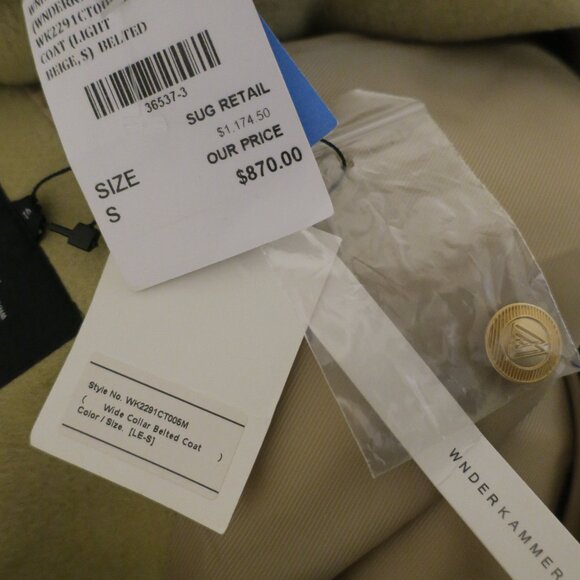 (WNDERK
WK2291CT00
COAT (LIGHT
BEIGE, S) BELTED
36537-3
SUG RETAIL
$1,174.50
OUR PRICE
$870.00
SIZE
S
Style No. WK2291CT006M
( Wide Collar Belted Coat )
Color / Size. [LE-S]
W
WNDERKAMMER